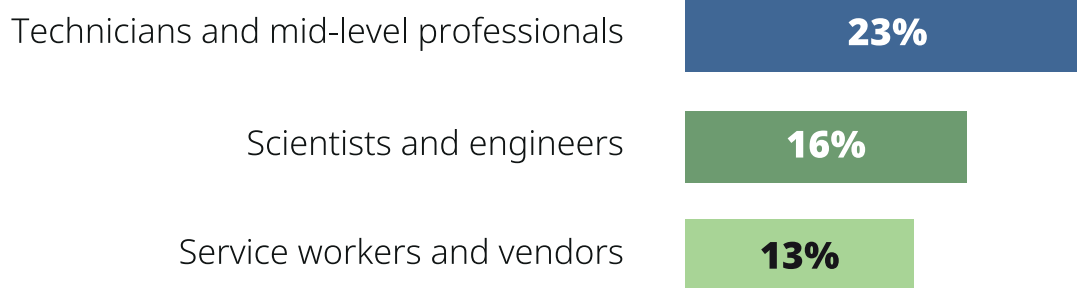 Technicians and mid-level professionals 23%
Scientists and engineers 16%
Service workers and vendors 13%